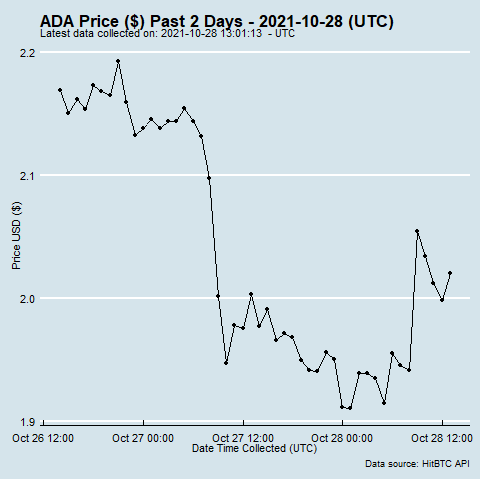 ADA Price ($) Past 2 Days - 2021-10-28 (UTC)
Latest data collected on: 2021-10-28 13:01:13  - UTC
2.2
2.1
2.0
1.9
Price USD ($)
Oct 26 12:00 Oct 27 00:00 Oct 27 12:00 Oct 28 00:00 Oct 28 12:00
Date Time Collected (UTC)
Data source: HitBTC API